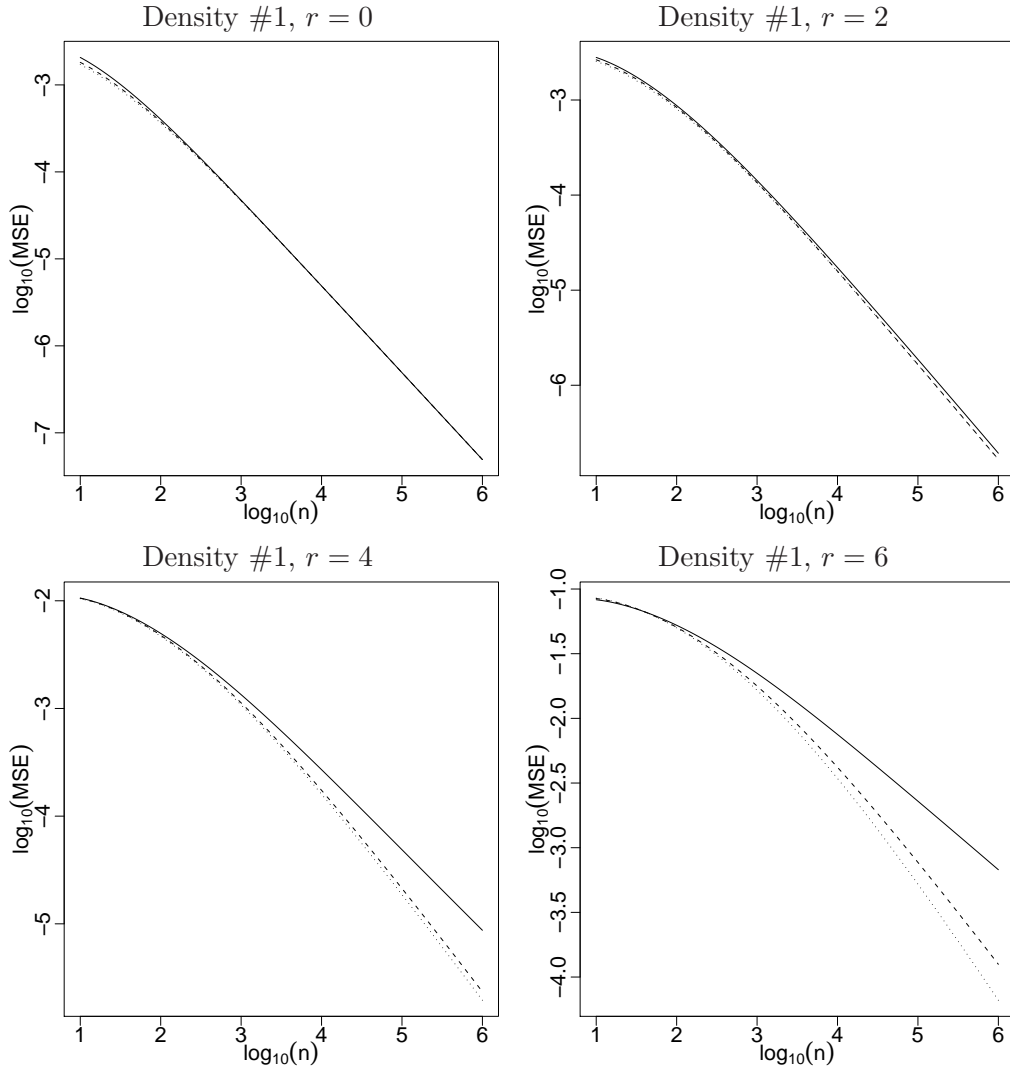 Density #1, r = 0
−3
−4
−5
−6
−7
log₁₀(MSE)
1 2 3 4 5 6
log₁₀(n)
Density #1, r = 2
−3
−4
−5
−6
log₁₀(MSE)
1 2 3 4 5 6
log₁₀(n)
Density #1, r = 4
−2
−3
−4
−5
log₁₀(MSE)
1 2 3 4 5 6
log₁₀(n)
Density #1, r = 6
−1.0
−1.5
−2.0
−2.5
−3.0
−3.5
−4.0
log₁₀(MSE)
1 2 3 4 5 6
log₁₀(n)